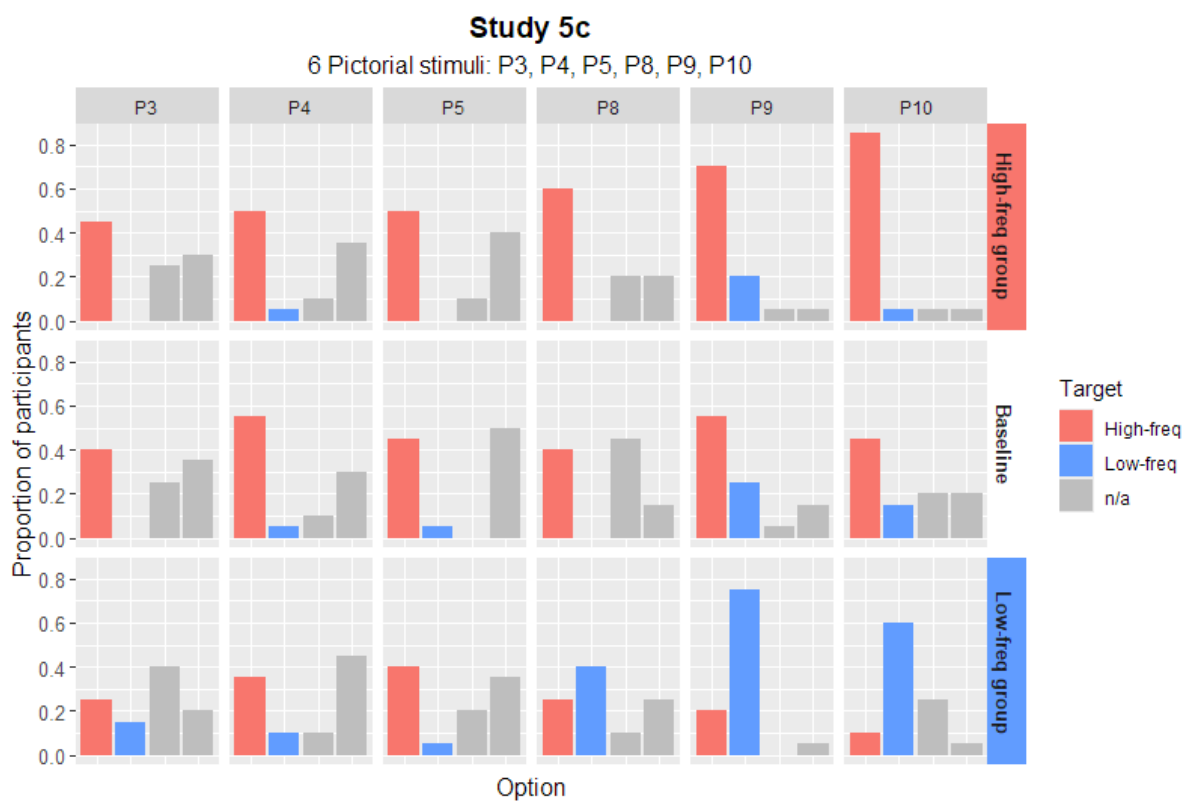 Study 5c
6 Pictorial stimuli: P3, P4, P5, P8, P9, P10
P3 P4 P5 P8 P9 P10
0.8
0.6
0.4
0.2
0.0
High-freq group
0.8
0.6
0.4
0.2
0.0
Baseline
0.8
0.6
0.4
0.2
0.0
Low-freq group
Proportion of participants
Option
Target
High-freq
Low-freq
n/a